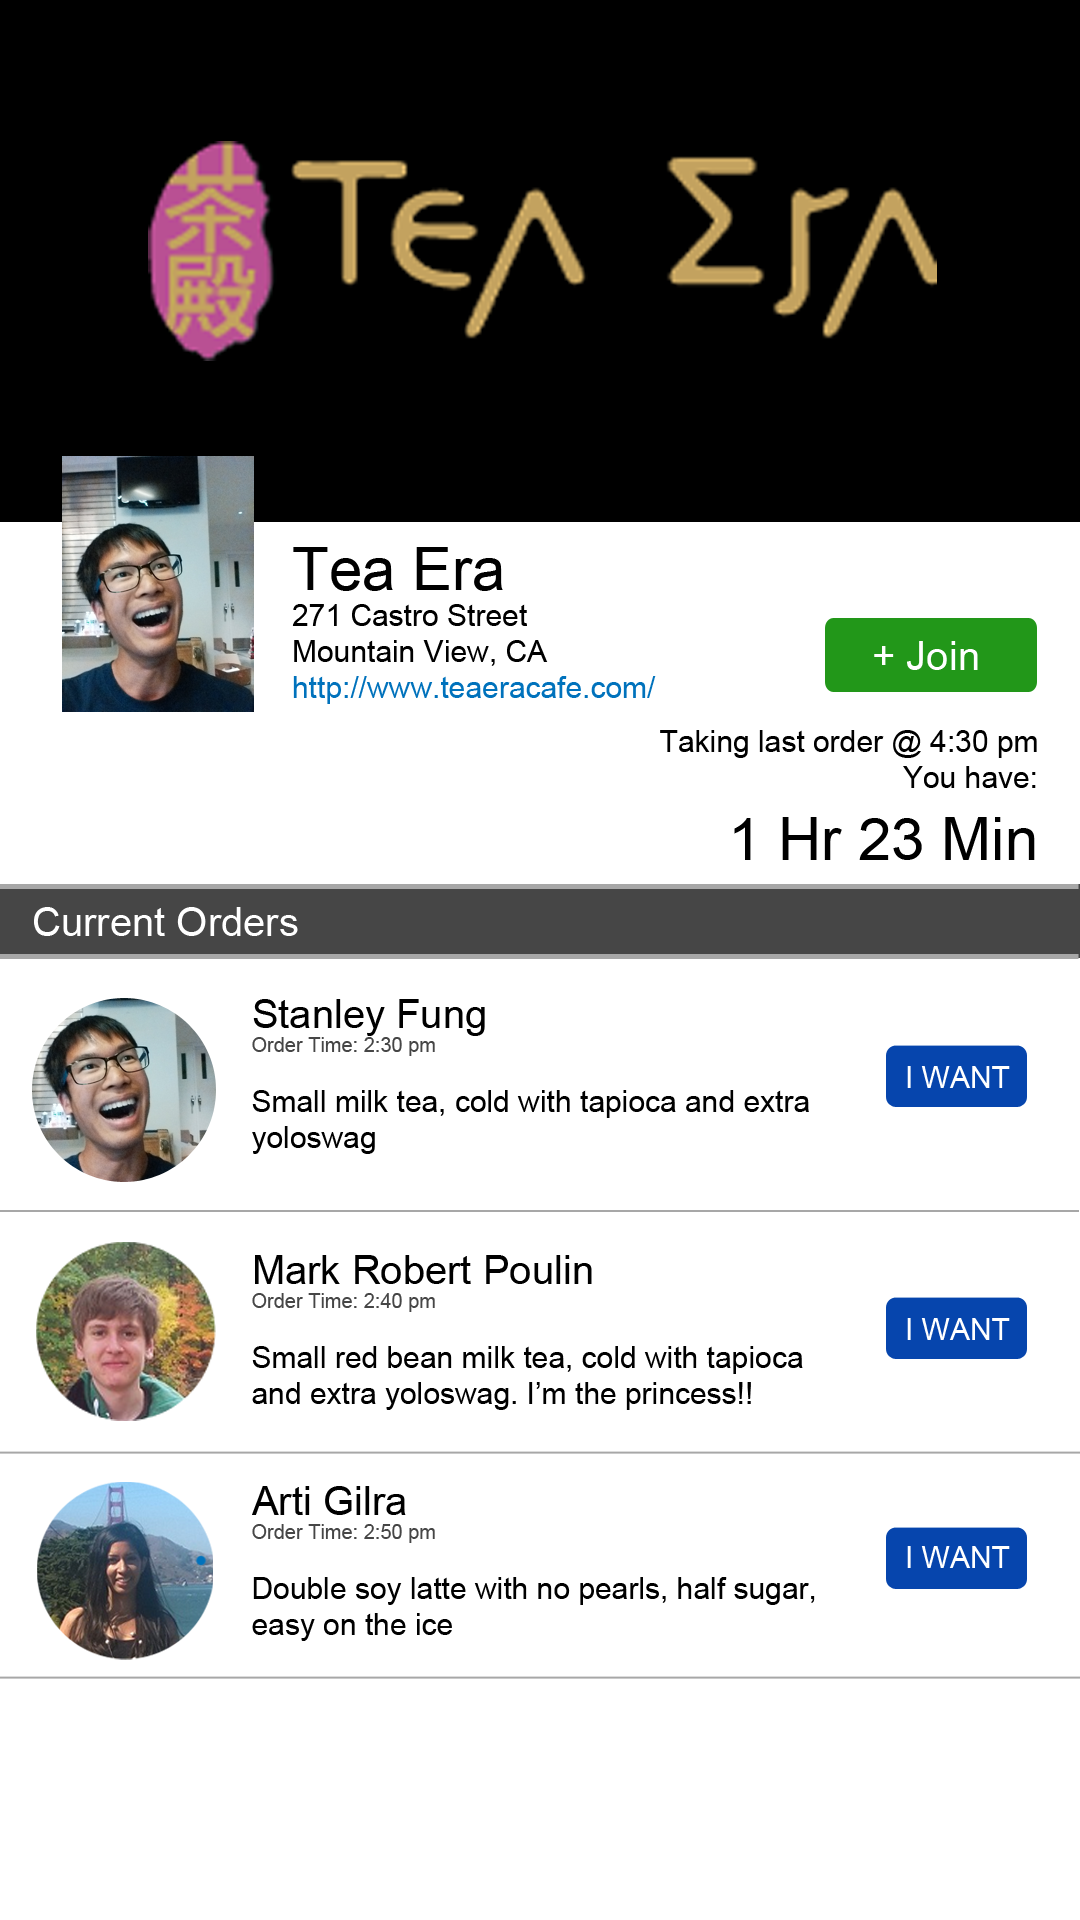 茶殿
TEA ERA
Tea Era
271 Castro Street
Mountain View, CA
http://www.teaeracafe.com/
+ Join
Taking last order @ 4:30 pm
You have:
1 Hr 23 Min
Current Orders
Stanley Fung
Order Time: 2:30 pm
Small milk tea, cold with tapioca and extra
yoloswag
I WANT
Mark Robert Poulin
Order Time: 2:40 pm
Small red bean milk tea, cold with tapioca
and extra yoloswag. I’m the princess!!
I WANT
Arti Gilra
Order Time: 2:50 pm
Double soy latte with no pearls, half sugar,
easy on the ice
I WANT